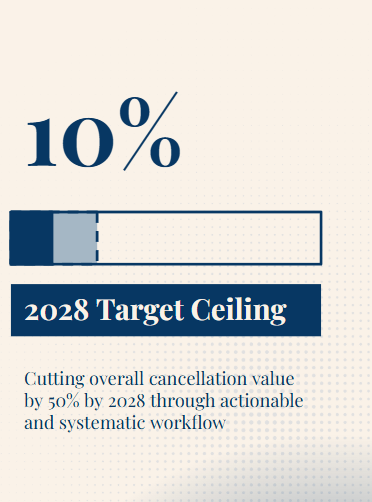 10%
2028 Target Ceiling
Cutting overall cancellation value
by 50% by 2028 through actionable
and systematic workflow